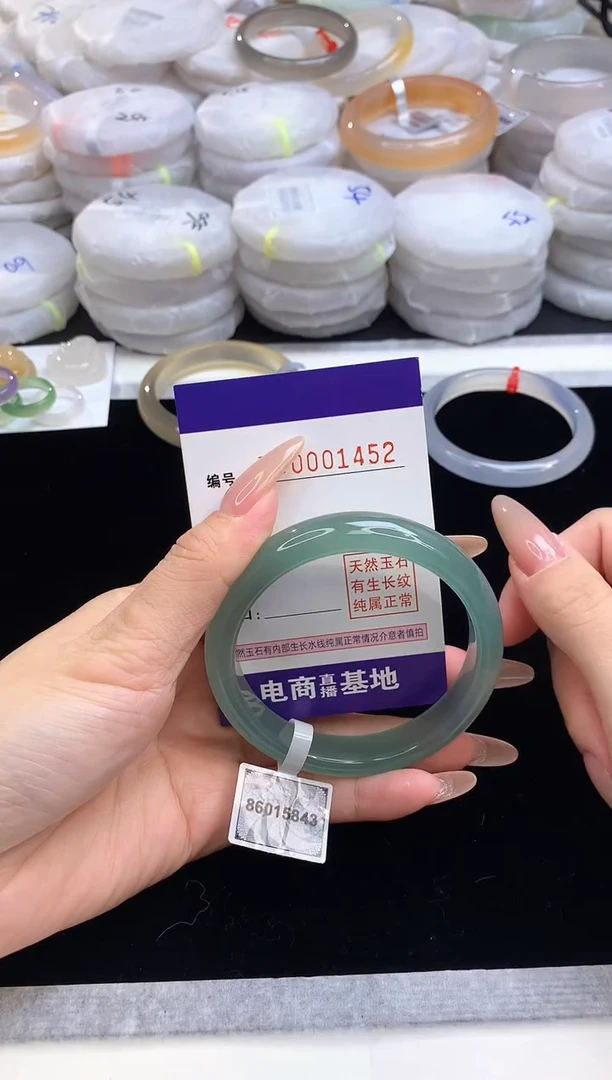 52
编号
0001452
天然玉石
有生长纹
纯属正常
:
然玉石有内部生长水线纯属正常情况介意者慎拍
电商直播基地
86015843